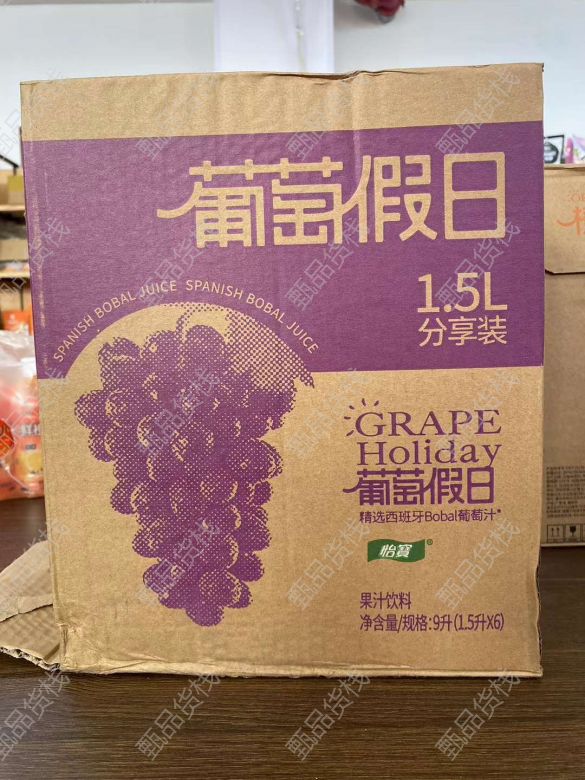 葡萄假日
1.5L
分享装
SPANISH BOBAL JUICE SPANISH BOBAL JUICE
GRAPE
Holiday
葡萄假日
精选西班牙Bobal葡萄汁*
怡寶®
果汁饮料
净含量/规格:9升(1.5升X6)
甄品货栈